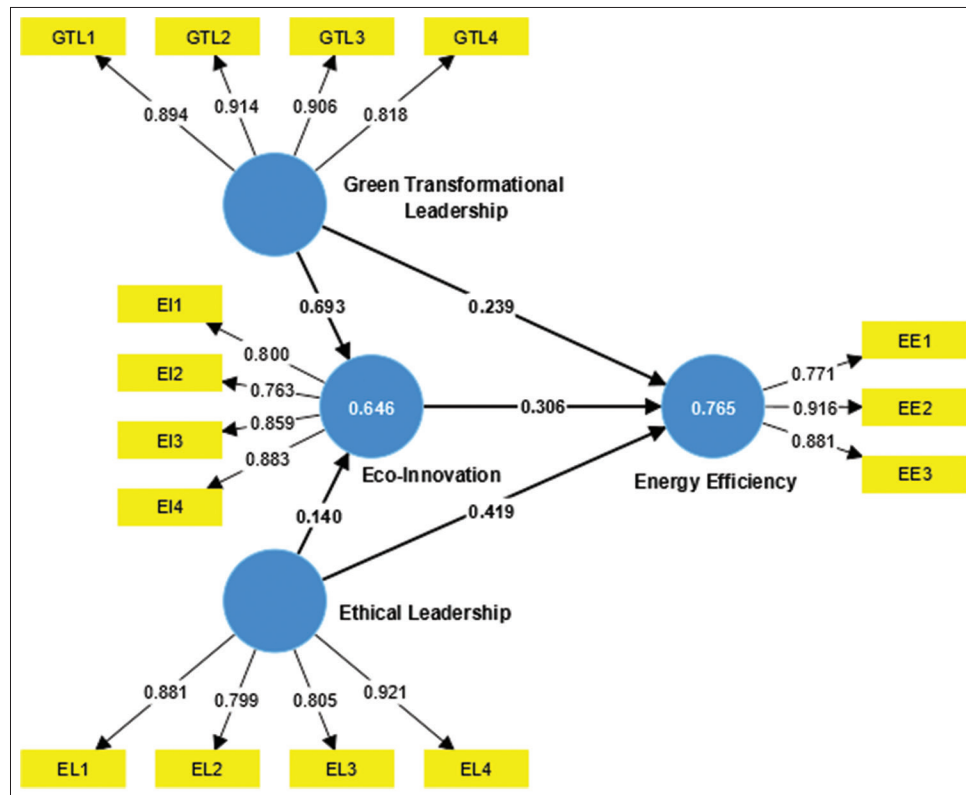 GTL1
GTL2
GTL3
GTL4
0.894
0.914
0.906
0.818
Green Transformational
Leadership
0.693
0.239
EI1
EI2
EI3
EI4
0.800
0.763
0.859
0.883
0.646
Eco-Innovation
0.306
0.765
Energy Efficiency
0.771
0.916
0.881
EE1
EE2
EE3
0.140
0.419
Ethical Leadership
0.881
0.799
0.805
0.921
EL1
EL2
EL3
EL4